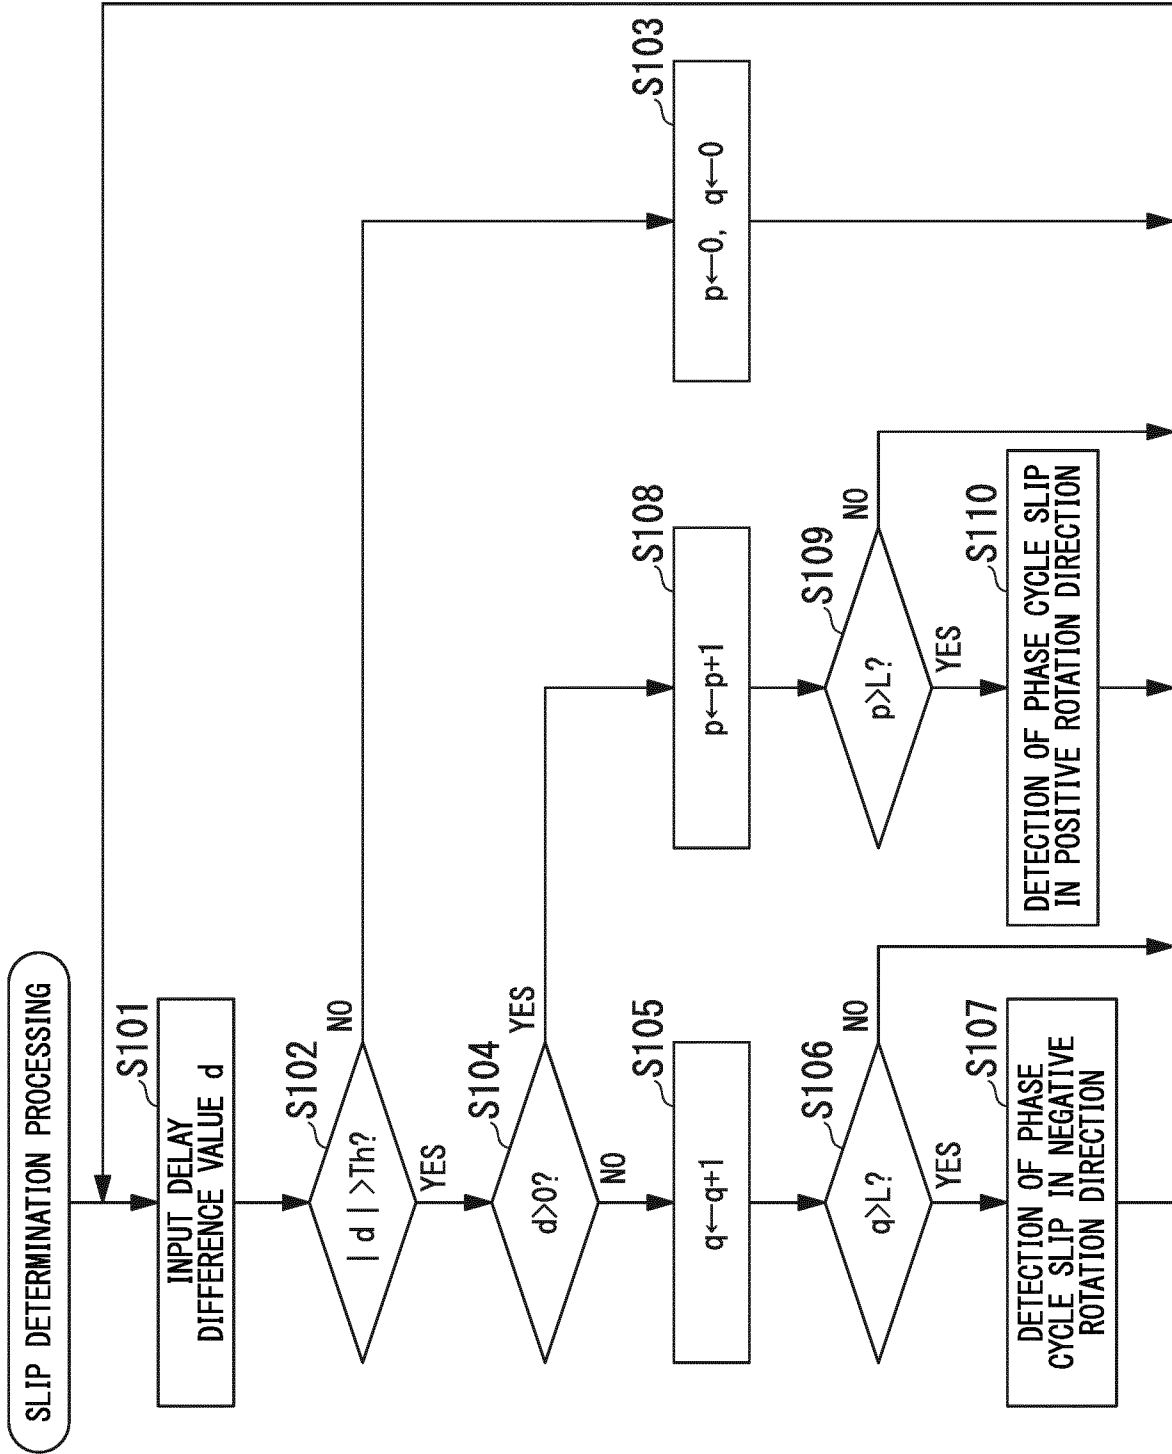 SLIP DETERMINATION PROCESSING
S101
INPUT DELAY
DIFFERENCE VALUE d
S102
|d|>Th?
NO
YES
S103
p←0, q←0
S104
d>0?
YES
NO
S105
q←q+1
S108
p←p+1
S106
q>L?
NO
YES
S109
p>L?
NO
YES
S107
DETECTION OF PHASE
CYCLE SLIP IN NEGATIVE
ROTATION DIRECTION
S110
DETECTION OF PHASE CYCLE SLIP
IN POSITIVE ROTATION DIRECTION